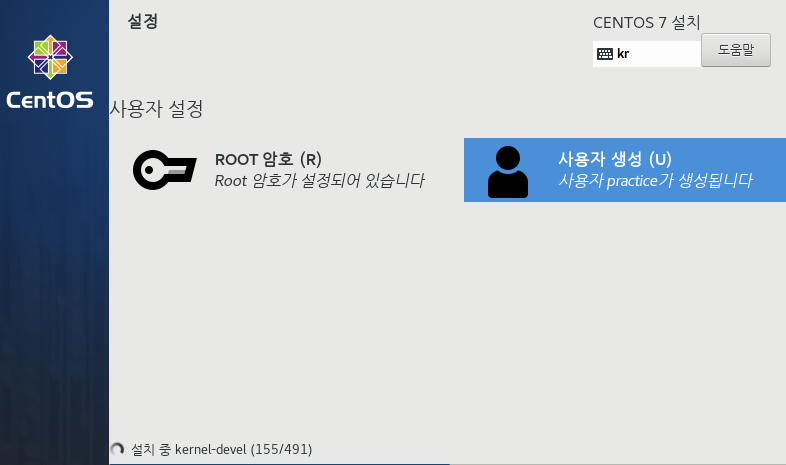 설정
CENTOS 7 설치
kr
도움말
CentOS
사용자 설정
ROOT 암호 (R)
Root 암호가 설정되어 있습니다
사용자 생성 (U)
사용자 practice가 생성됩니다
설치 중 kernel-devel (155/491)